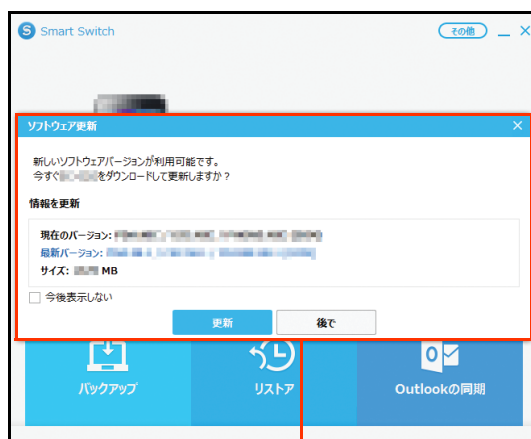 S Smart Switch
その他
ソフトウェア更新
新しいソフトウェアバージョンが利用可能です。
今すぐをダウンロードして更新しますか？
情報を更新
現在のバージョン:
最新バージョン:
サイズ: MB
今後表示しない
更新 後で
バックアップ リストア Outlookの同期